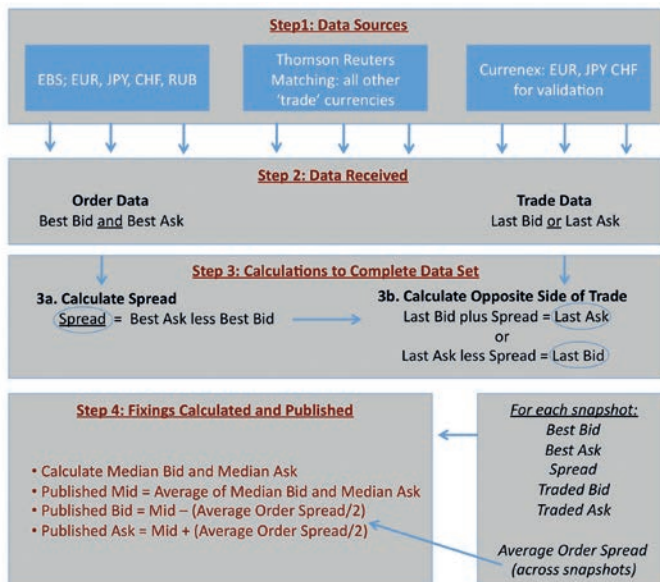 Step1: Data Sources
EBS; EUR, JPY, CHF, RUB
Thomson Reuters
Matching: all other
'trade' currencies
Currenex: EUR, JPY CHF
for validation
Step 2: Data Received
Order Data
Best Bid and Best Ask
Trade Data
Last Bid or Last Ask
Step 3: Calculations to Complete Data Set
3a. Calculate Spread
Spread = Best Ask less Best Bid
3b. Calculate Opposite Side of Trade
Last Bid plus Spread = Last Ask
or
Last Ask less Spread = Last Bid
Step 4: Fixings Calculated and Published
• Calculate Median Bid and Median Ask
• Published Mid = Average of Median Bid and Median Ask
• Published Bid = Mid – (Average Order Spread/2)
• Published Ask = Mid + (Average Order Spread/2)
For each snapshot:
Best Bid
Best Ask
Spread
Traded Bid
Traded Ask
Average Order Spread
(across snapshots)